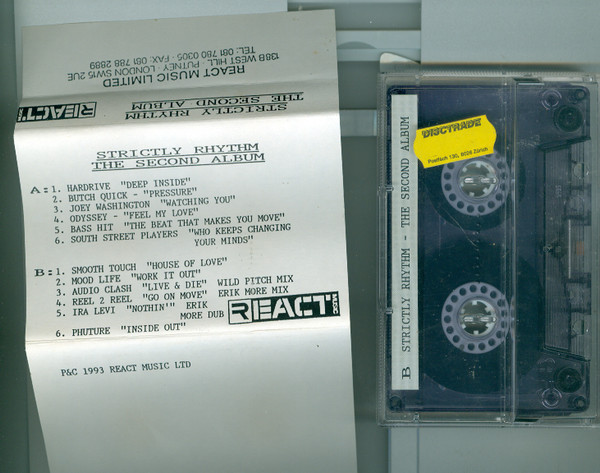 REACT MUSIC LIMITED
138B WEST HILL · PUTNEY · LONDON SW15 2UE
TEL: 081 780 0305 · FAX: 081 788 2889
STRICTLY RHYTHM
THE SECOND ALBUM
REACT
STRICTLY RHYTHM
THE SECOND ALBUM
A: 1. HARDRIVE "DEEP INSIDE"
2. BUTCH QUICK - "PRESSURE"
3. JOEY WASHINGTON "WATCHING YOU"
4. ODYSSEY - "FEEL MY LOVE"
5. BASS HIT "THE BEAT THAT MAKES YOU MOVE"
6. SOUTH STREET PLAYERS "WHO KEEPS CHANGING
YOUR MINDS"
B: 1. SMOOTH TOUCH "HOUSE OF LOVE"
2. MOOD LIFE "WORK IT OUT"
3. AUDIO CLASH "LIVE & DIE" WILD PITCH MIX
4. REEL 2 REEL "GO ON MOVE" ERIK MORE MIX
5. IRA LEVI "NOTHIN'" ERIK
MORE DUB
REACT
6. PHUTURE "INSIDE OUT"
P&C 1993 REACT MUSIC LTD
DISCTRADE
Postfach 130, 8026 Zürich
B STRICTLY RHYTHM - THE SECOND ALBUM